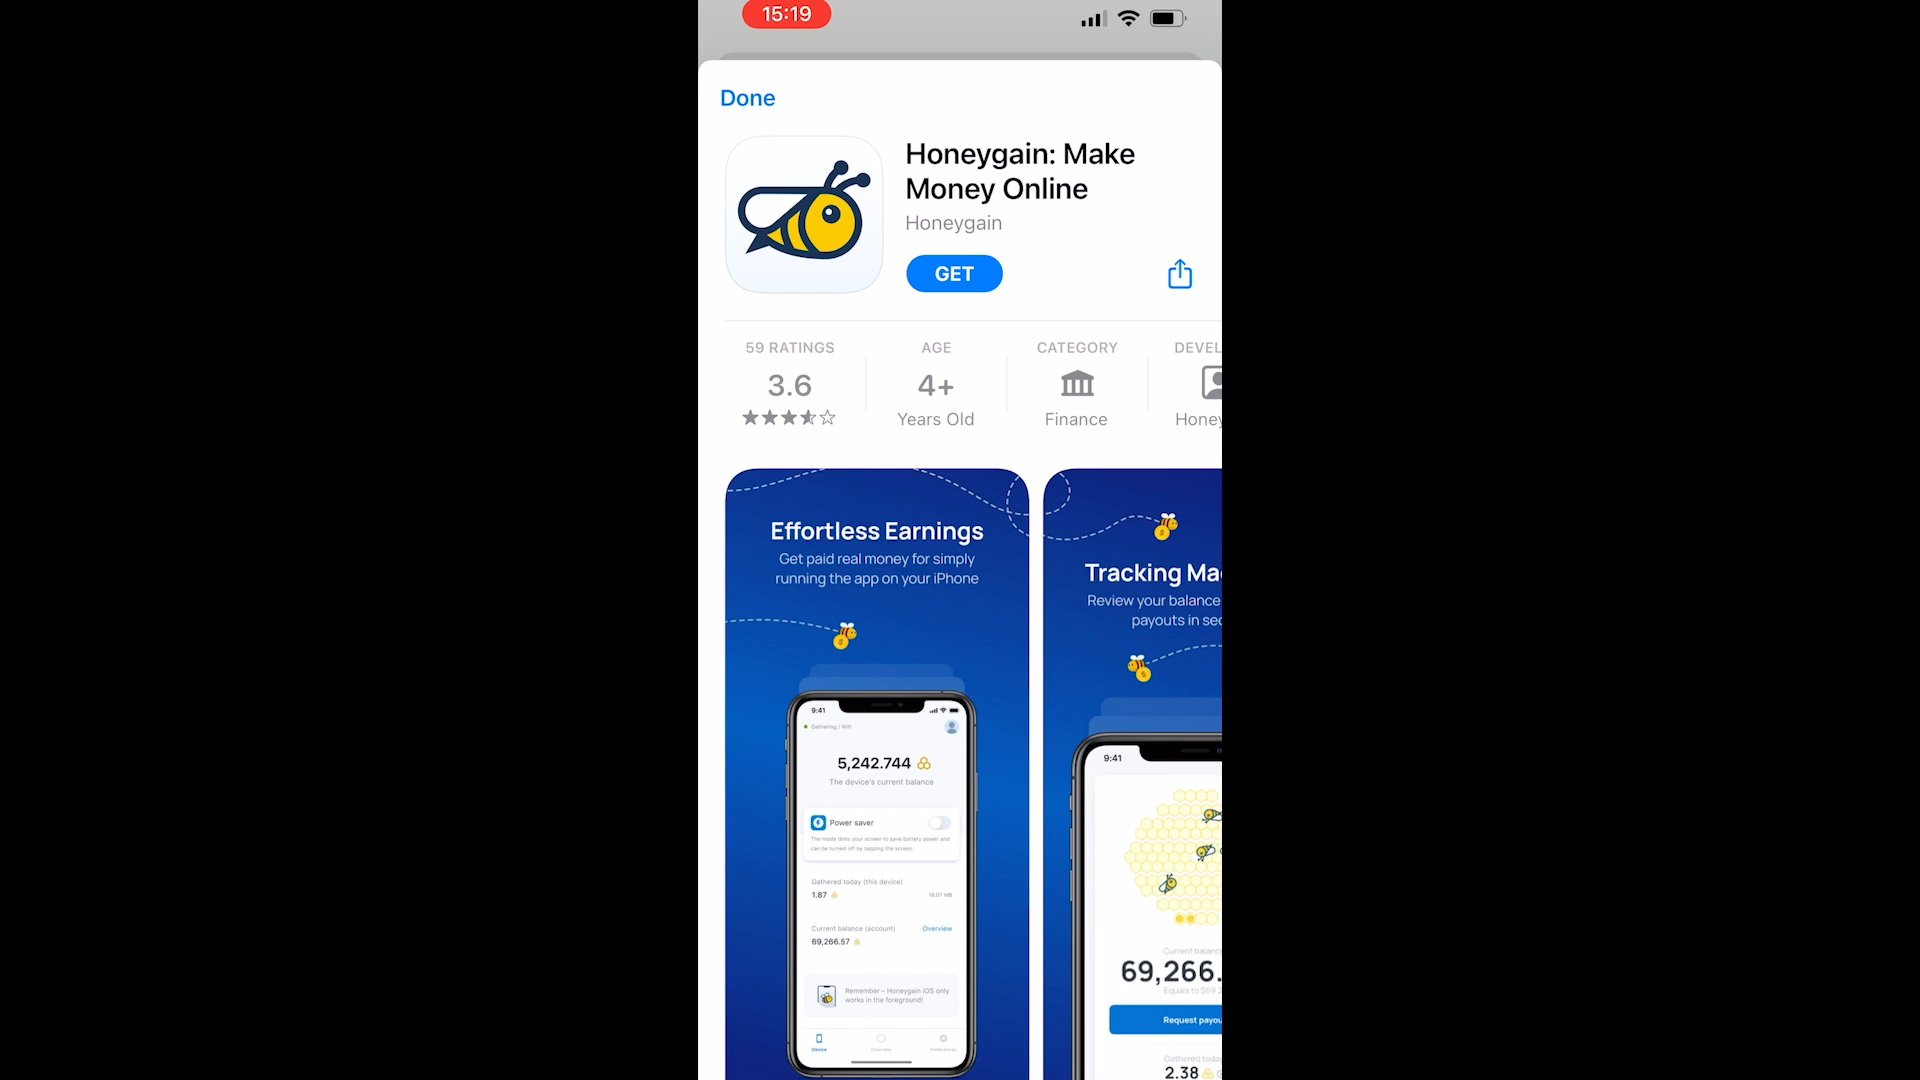 15:19
Done
Honeygain: Make
Money Online
Honeygain
GET
59 RATINGS
3.6
AGE
4+
Years Old
CATEGORY
Finance
DEVEL
Honey
Effortless Earnings
Get paid real money for simply
running the app on your iPhone
9:41
Gathering / Wifi
5,242.744
The device's current balance
Power saver
The mode dims your screen to save battery power and
can be turned off by tapping the screen.
Gathered today (this device)
1.87
18.07 MB
Current balance (account)
Overview
69,266.57
Remember – Honeygain iOS only
works in the foreground!
Device
Overview
Preferences
Tracking Ma
Review your balance
payouts in sec
9:41
Current balance
69,266.
Equals to $69.2
Request payou
Gathered today
2.38